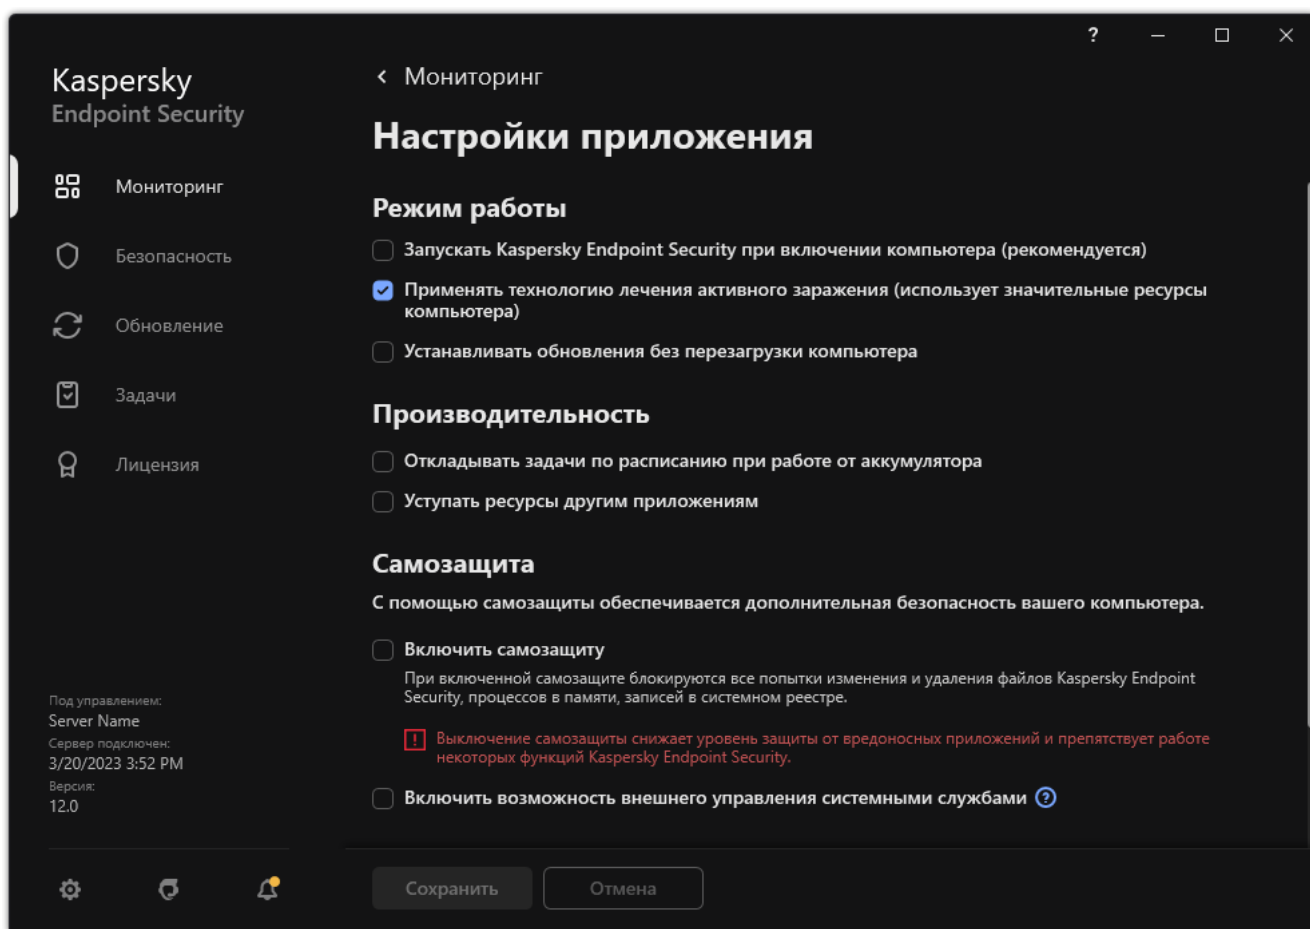 ?
Kaspersky
Endpoint Security
Мониторинг
Безопасность
Обновление
Задачи
Лицензия
Под управлением:
Server Name
Сервер подключен:
3/20/2023 3:52 PM
Версия:
12.0
Мониторинг
Настройки приложения
Режим работы
Запускать Kaspersky Endpoint Security при включении компьютера (рекомендуется)
Применять технологию лечения активного заражения (использует значительные ресурсы
компьютера)
Устанавливать обновления без перезагрузки компьютера
Производительность
Откладывать задачи по расписанию при работе от аккумулятора
Уступать ресурсы другим приложениям
Самозащита
С помощью самозащиты обеспечивается дополнительная безопасность вашего компьютера.
Включить самозащиту
При включенной самозащите блокируются все попытки изменения и удаления файлов Kaspersky Endpoint
Security, процессов в памяти, записей в системном реестре.
! Выключение самозащиты снижает уровень защиты от вредоносных приложений и препятствует работе
некоторых функций Kaspersky Endpoint Security.
Включить возможность внешнего управления системными службами ?
Сохранить
Отмена